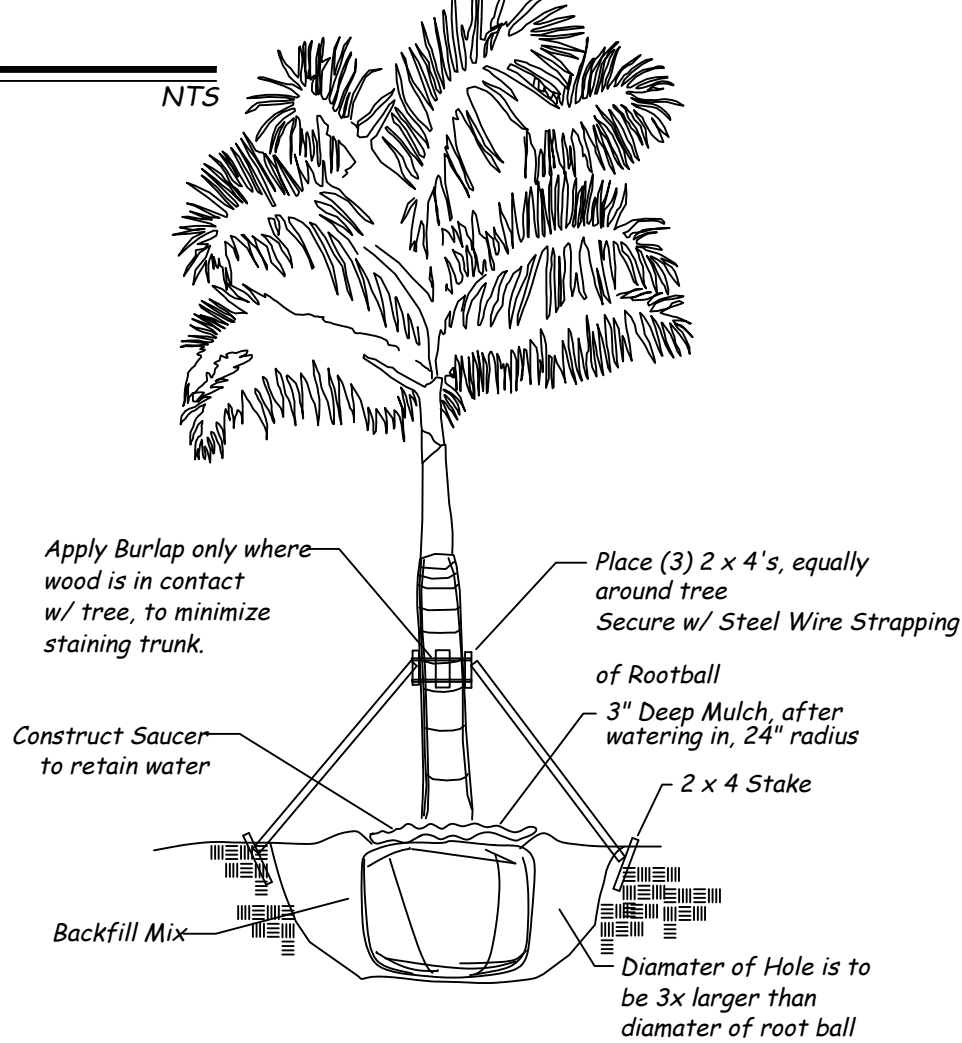 NTS
Apply Burlap only where
wood is in contact
w/ tree, to minimize
staining trunk.
Place (3) 2 x 4's, equally
around tree
Secure w/ Steel Wire Strapping
of Rootball
3" Deep Mulch, after
watering in, 24" radius
Construct Saucer
to retain water
2 x 4 Stake
Backfill Mix
Diamater of Hole is to
be 3x larger than
diamater of root ball